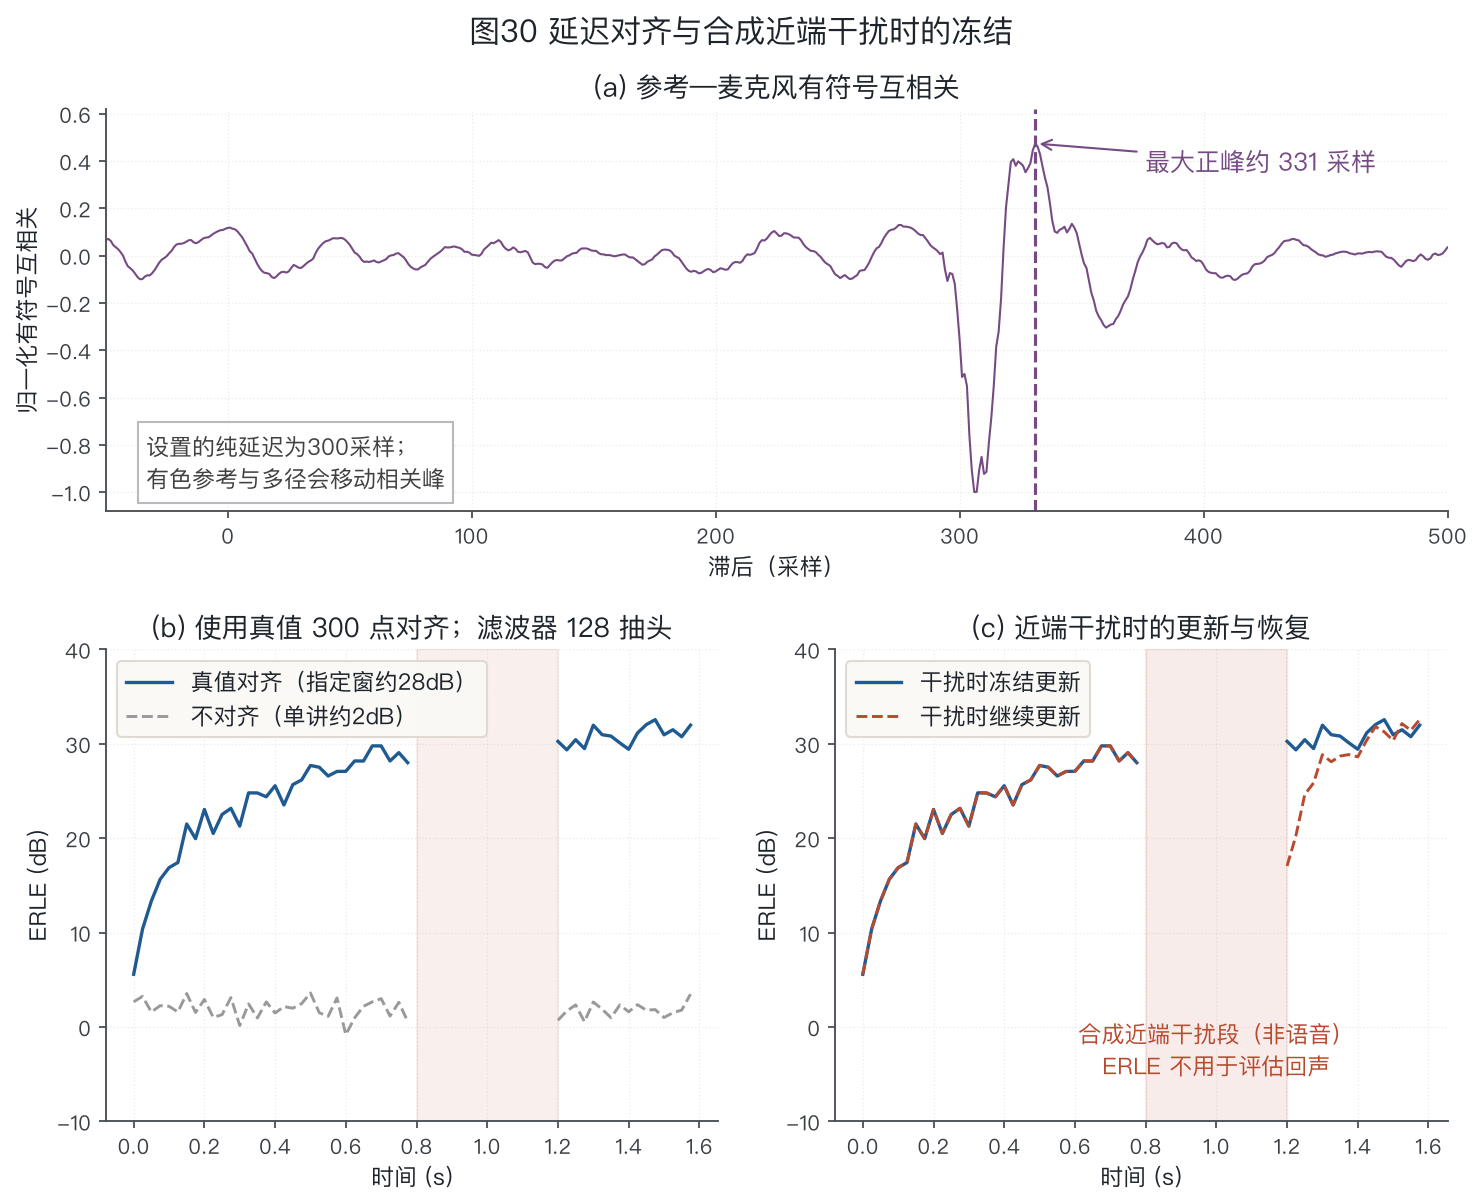 图30 延迟对齐与合成近端干扰时的冻结
(a) 参考—麦克风有符号互相关
归一化有符号互相关
0.6
0.4
0.2
0.0
−0.2
−0.4
−0.6
−0.8
−1.0
最大正峰约 331 采样
设置的纯延迟为300采样；
有色参考与多径会移动相关峰
0 100 200 300 400 500
滞后（采样）
(b) 使用真值 300 点对齐；滤波器 128 抽头
ERLE (dB)
40
30
20
10
0
−10
真值对齐（指定窗约28dB）
不对齐（单讲约2dB）
0.0 0.2 0.4 0.6 0.8 1.0 1.2 1.4 1.6
时间 (s)
(c) 近端干扰时的更新与恢复
ERLE (dB)
40
30
20
10
0
−10
干扰时冻结更新
干扰时继续更新
合成近端干扰段（非语音）
ERLE 不用于评估回声
0.0 0.2 0.4 0.6 0.8 1.0 1.2 1.4 1.6
时间 (s)